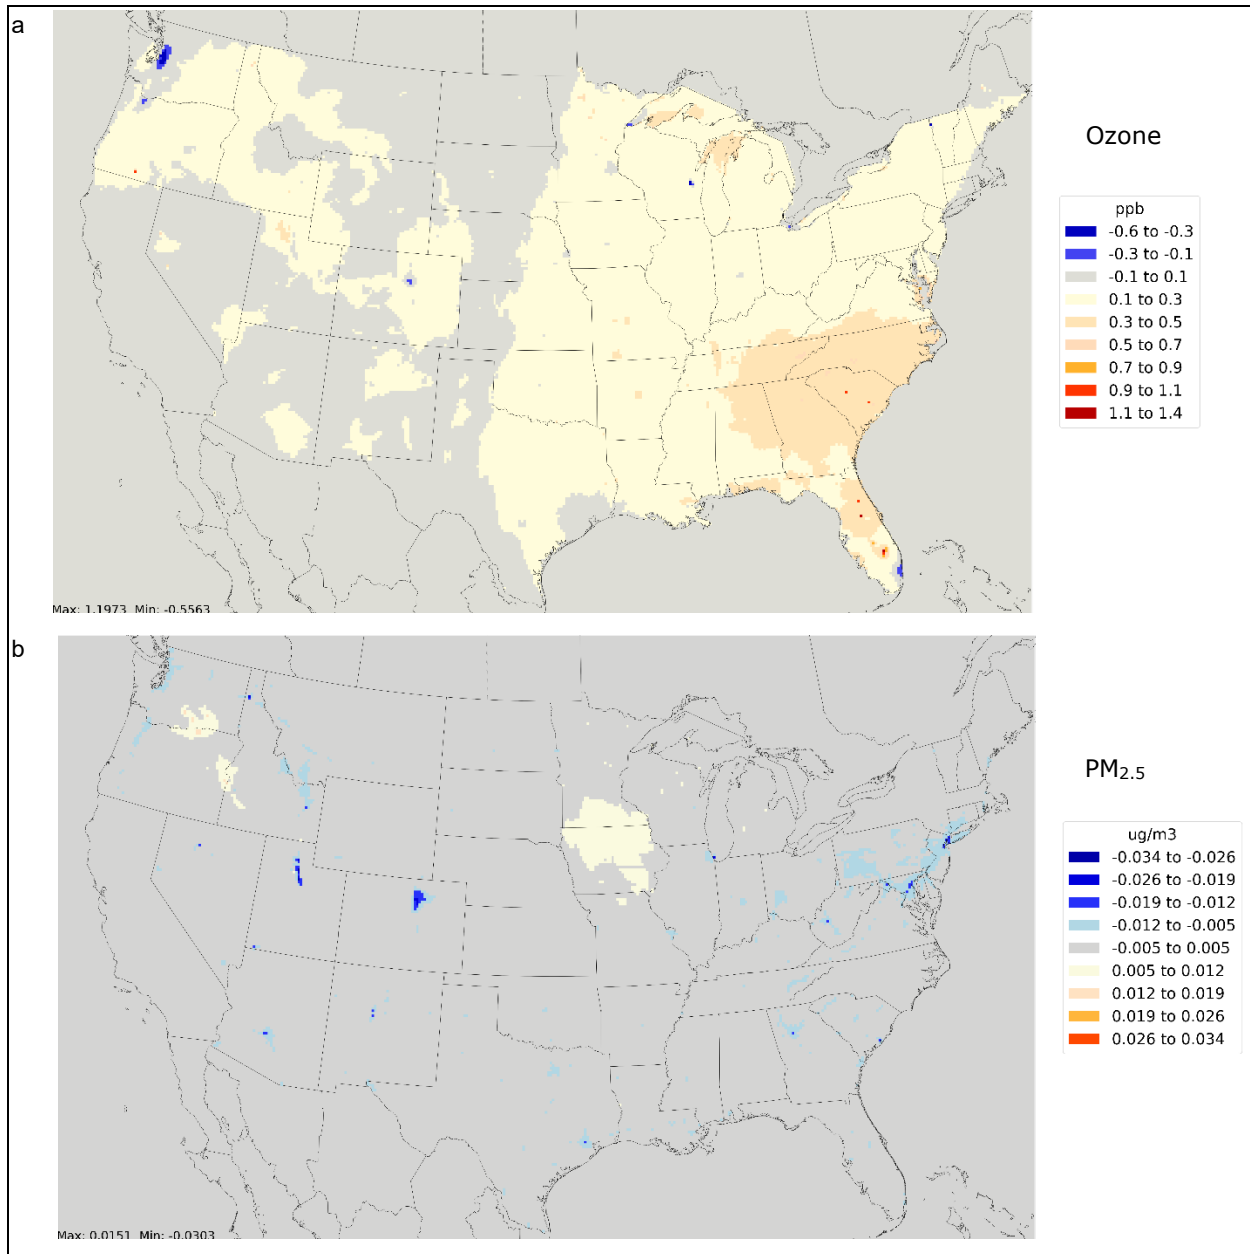 a
Ozone
ppb
-0.6 to -0.3
-0.3 to -0.1
-0.1 to 0.1
0.1 to 0.3
0.3 to 0.5
0.5 to 0.7
0.7 to 0.9
0.9 to 1.1
1.1 to 1.4
Max: 1.1973 Min: -0.5563
b
PM2.5
ug/m3
-0.034 to -0.026
-0.026 to -0.019
-0.019 to -0.012
-0.012 to -0.005
-0.005 to 0.005
0.005 to 0.012
0.012 to 0.019
0.019 to 0.026
0.026 to 0.034
Max: 0.0151 Min: -0.0303